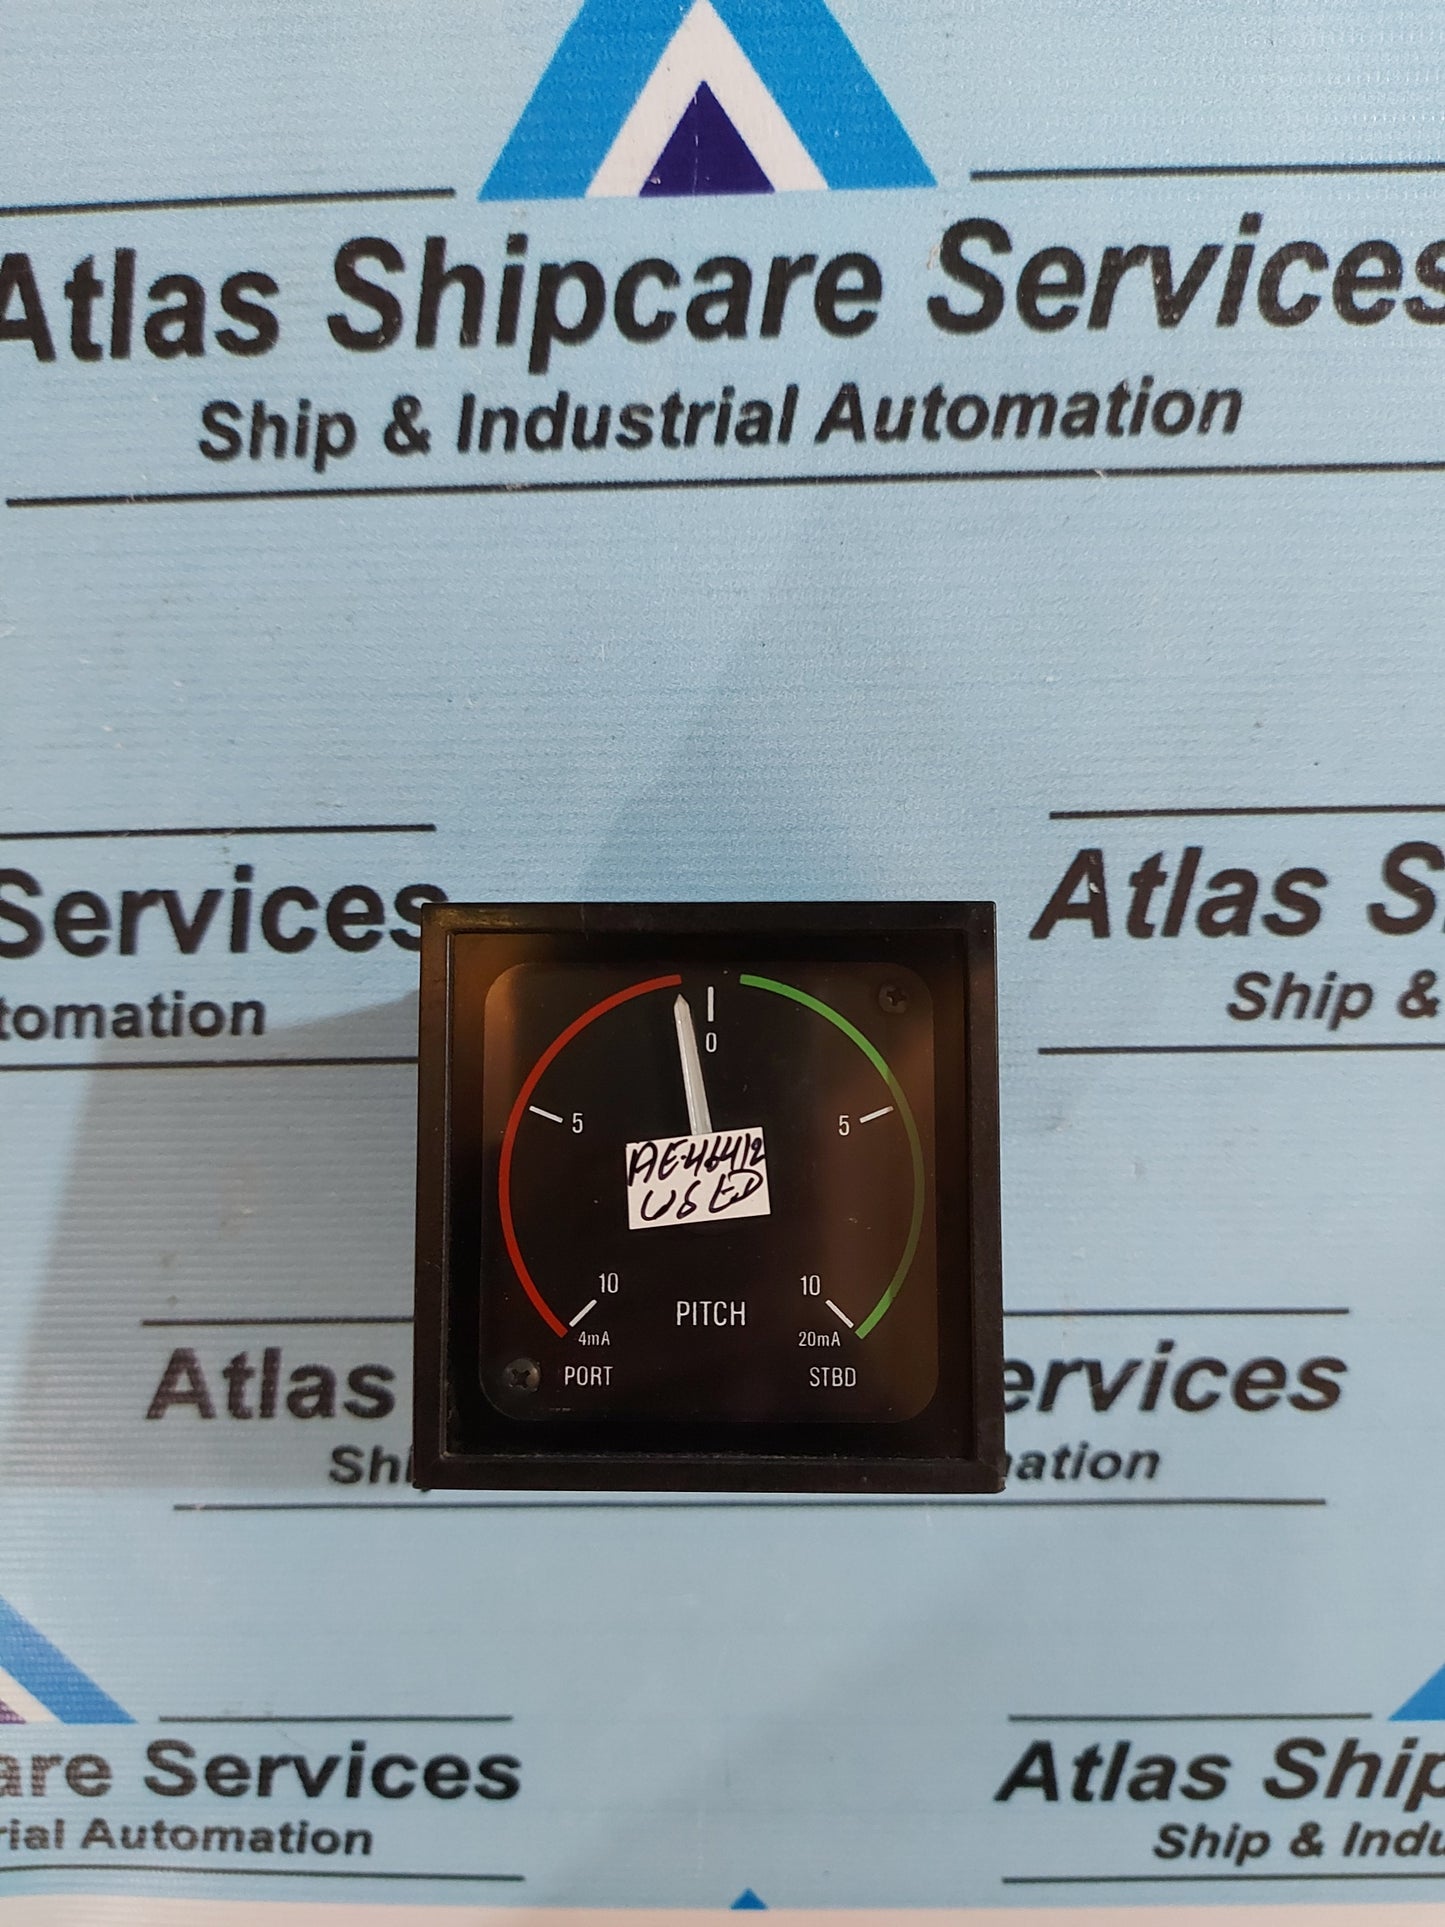 Atlas Shipcare Services
Ship & Industrial Automation
Services
tomation
Atlas S
Ship &
0
5
5
AE46412
USED
10
10
PITCH
4mA
20mA
PORT
STBD
Atlas
ervices
Shi
ation
are Services
rial Automation
Atlas Ship
Ship & Indu